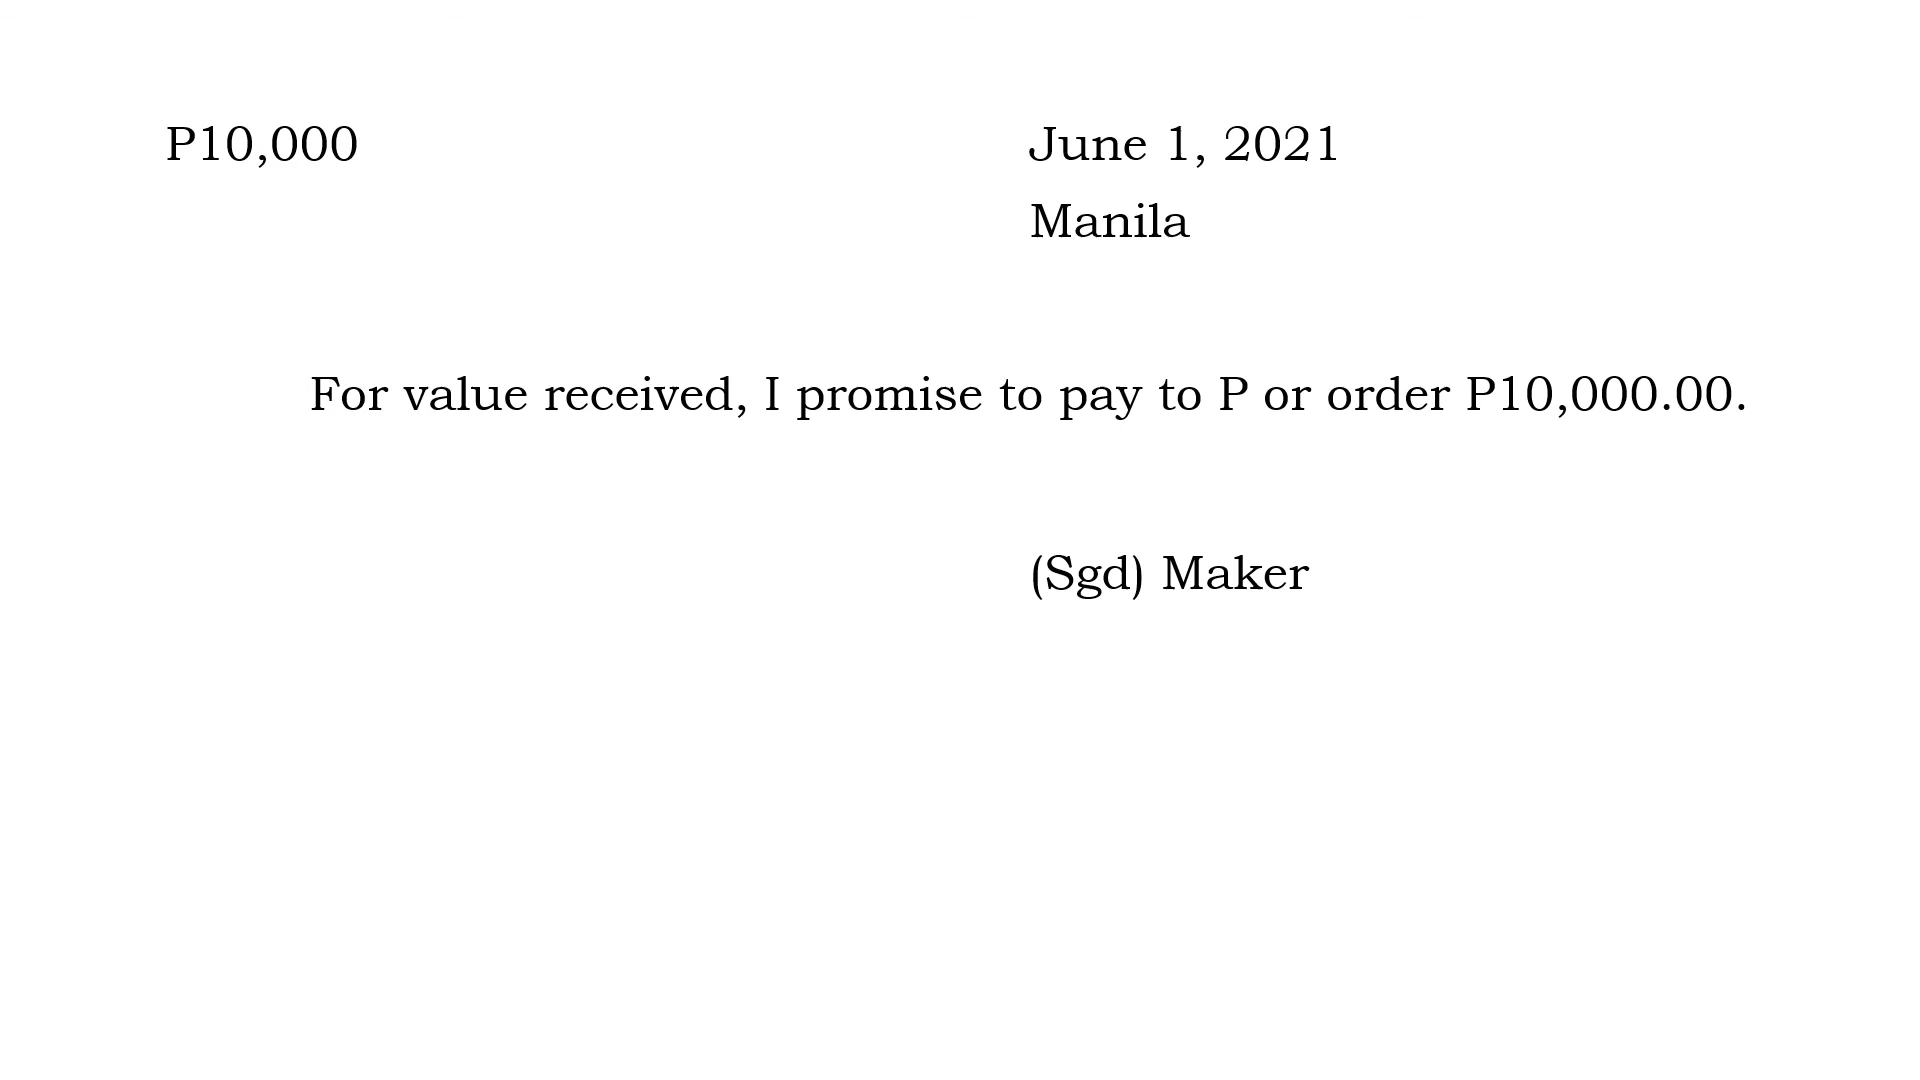 P10,000 June 1, 2021
Manila
For value received, I promise to pay to P or order P10,000.00.
(Sgd) Maker